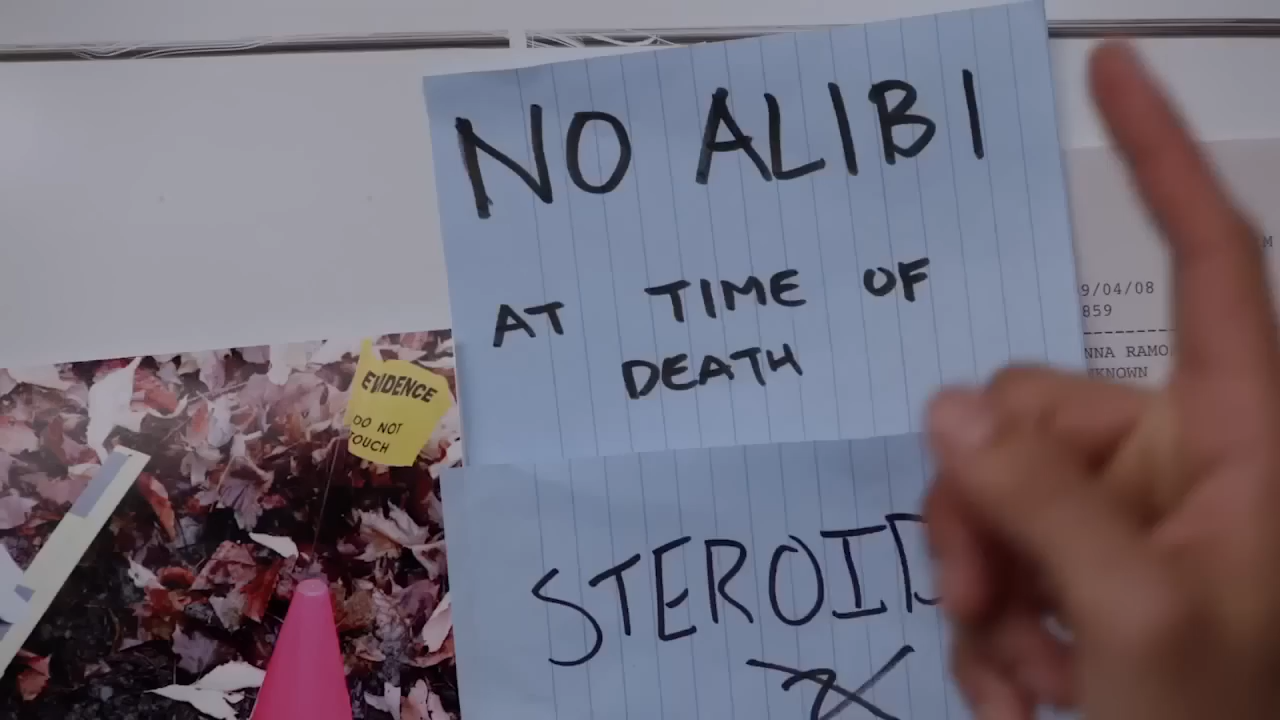 NO ALIBI
AT TIME OF
DEATH
EVIDENCE
DO NOT
TOUCH
9/04/08
859
NNA RAMO
KNOWN
M
STEROID